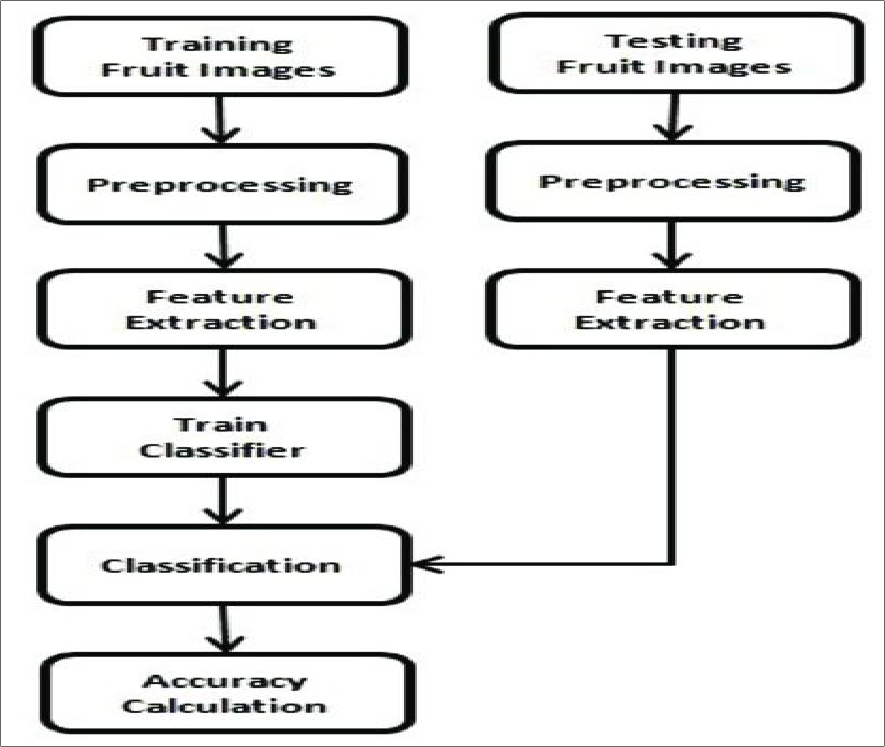 Training
Fruit Images
Preprocessing
Feature
Extraction
Train
Classifier
Classification
Accuracy
Calculation
Testing
Fruit Images
Preprocessing
Feature
Extraction